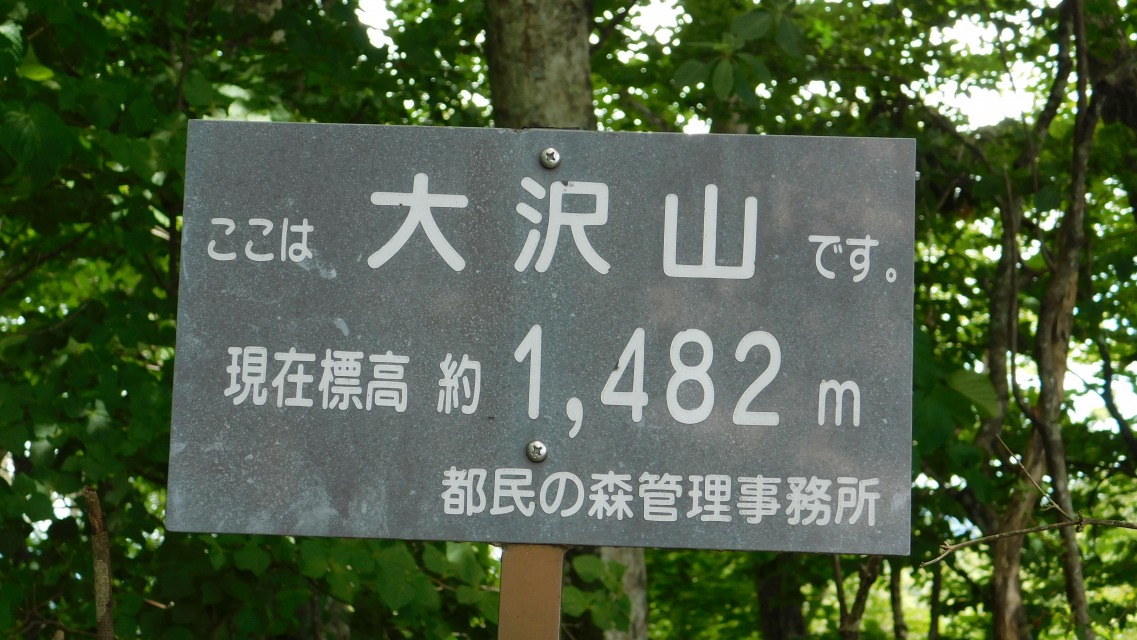 ここは 大沢山 です。
現在標高 約 1,482 m
都民の森管理事務所